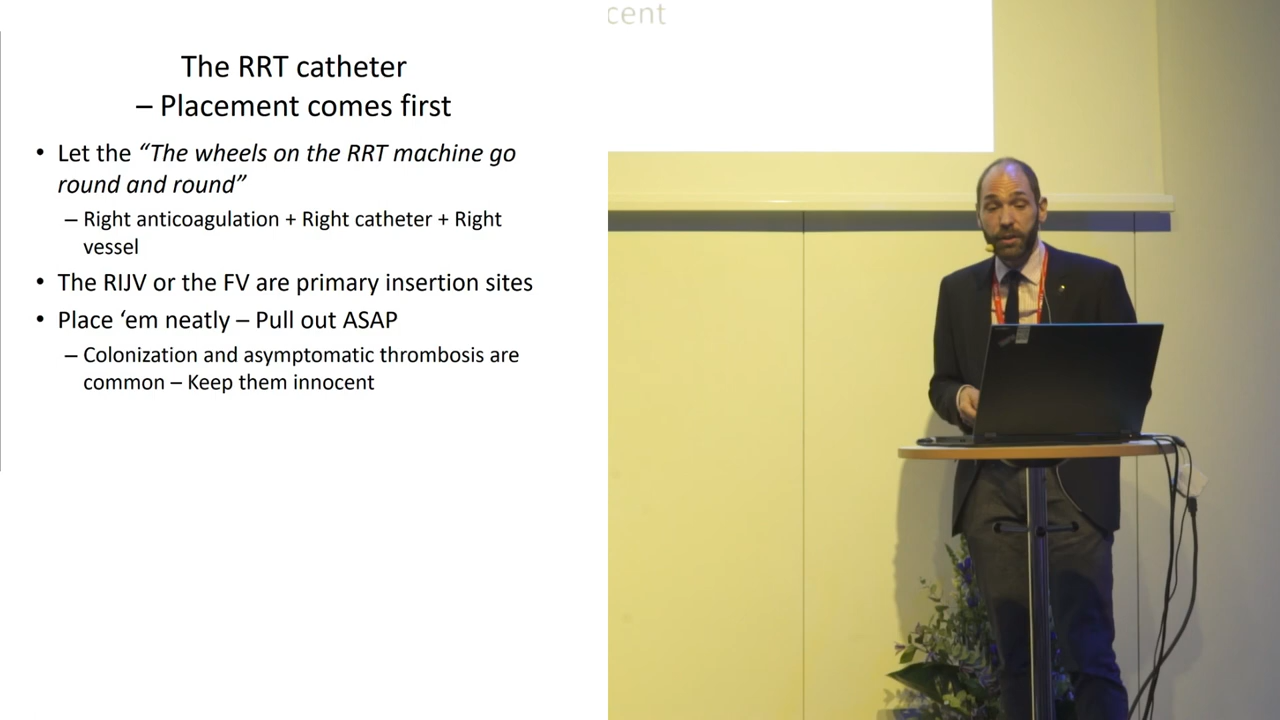 The RRT catheter
– Placement comes first
• Let the “The wheels on the RRT machine go
round and round”
– Right anticoagulation + Right catheter + Right
vessel
• The RIJV or the FV are primary insertion sites
• Place ‘em neatly – Pull out ASAP
– Colonization and asymptomatic thrombosis are
common – Keep them innocent
cent